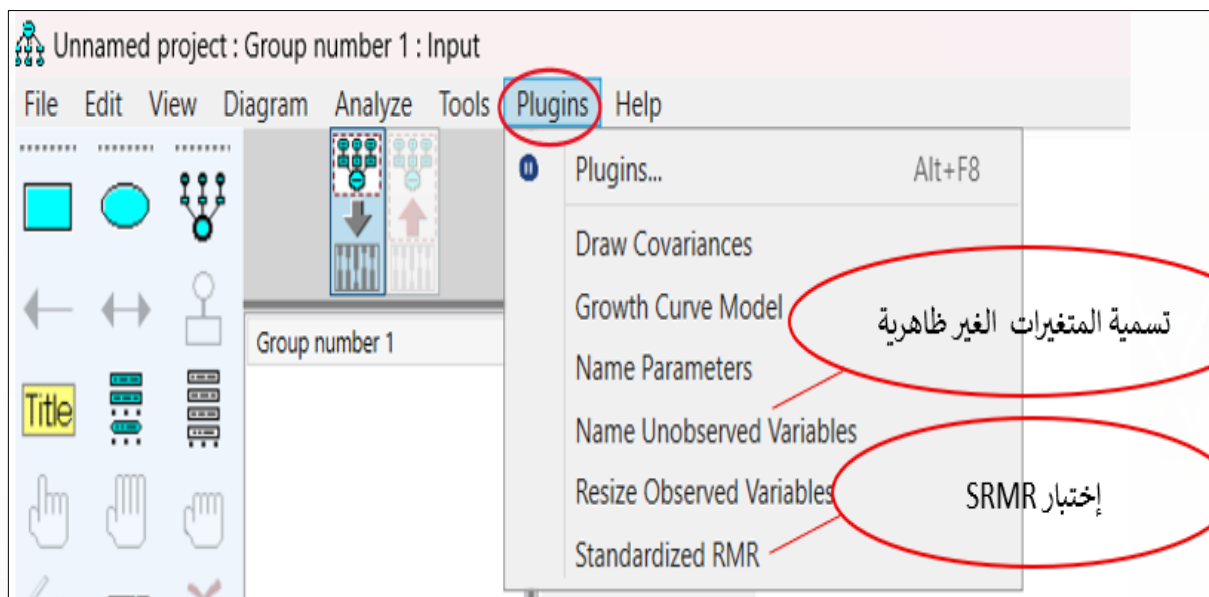 Unnamed project : Group number 1 : Input
File Edit View Diagram Analyze Tools Plugins Help
Plugins... Alt+F8
Draw Covariances
Growth Curve Model
تسمية المتغيرات الغير ظاهرية
Group number 1
Name Parameters
Title
Name Unobserved Variables
Resize Observed Variables
إختبار SRMR
Standardized RMR